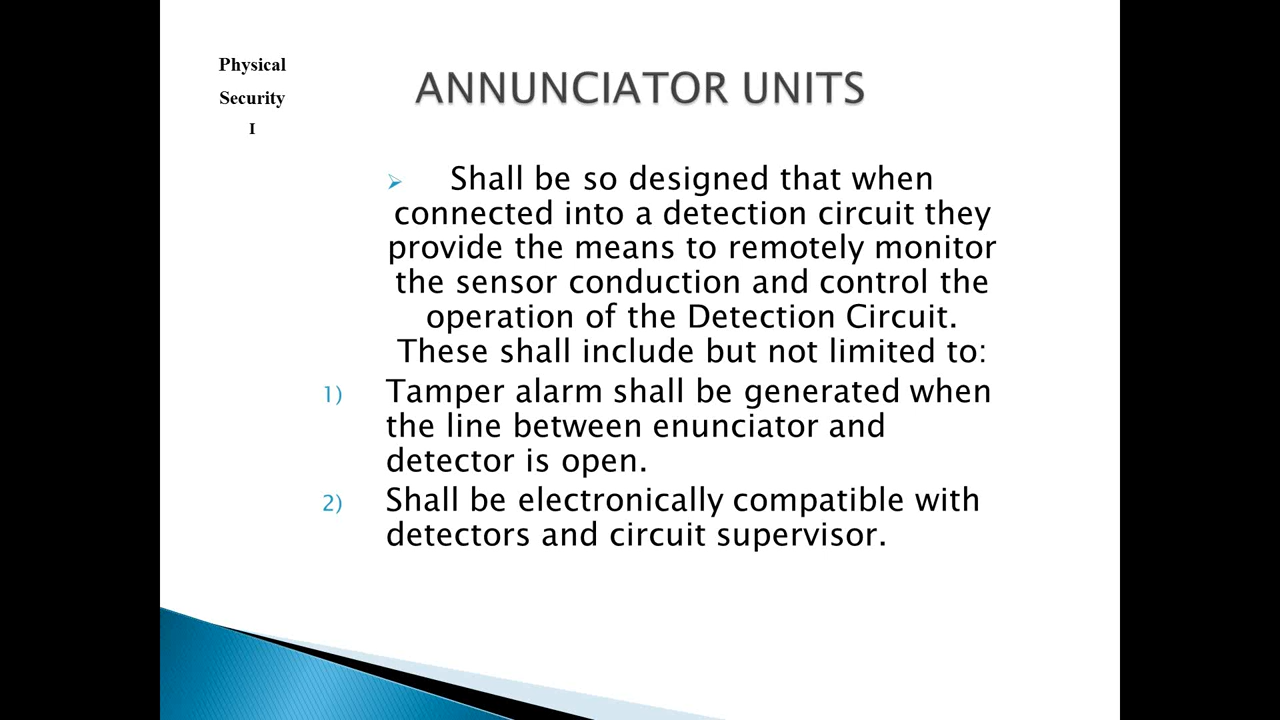 Physical
Security
I
ANNUNCIATOR UNITS
Shall be so designed that when
connected into a detection circuit they
provide the means to remotely monitor
the sensor conduction and control the
operation of the Detection Circuit.
These shall include but not limited to:
1) Tamper alarm shall be generated when
the line between enunciator and
detector is open.
2) Shall be electronically compatible with
detectors and circuit supervisor.